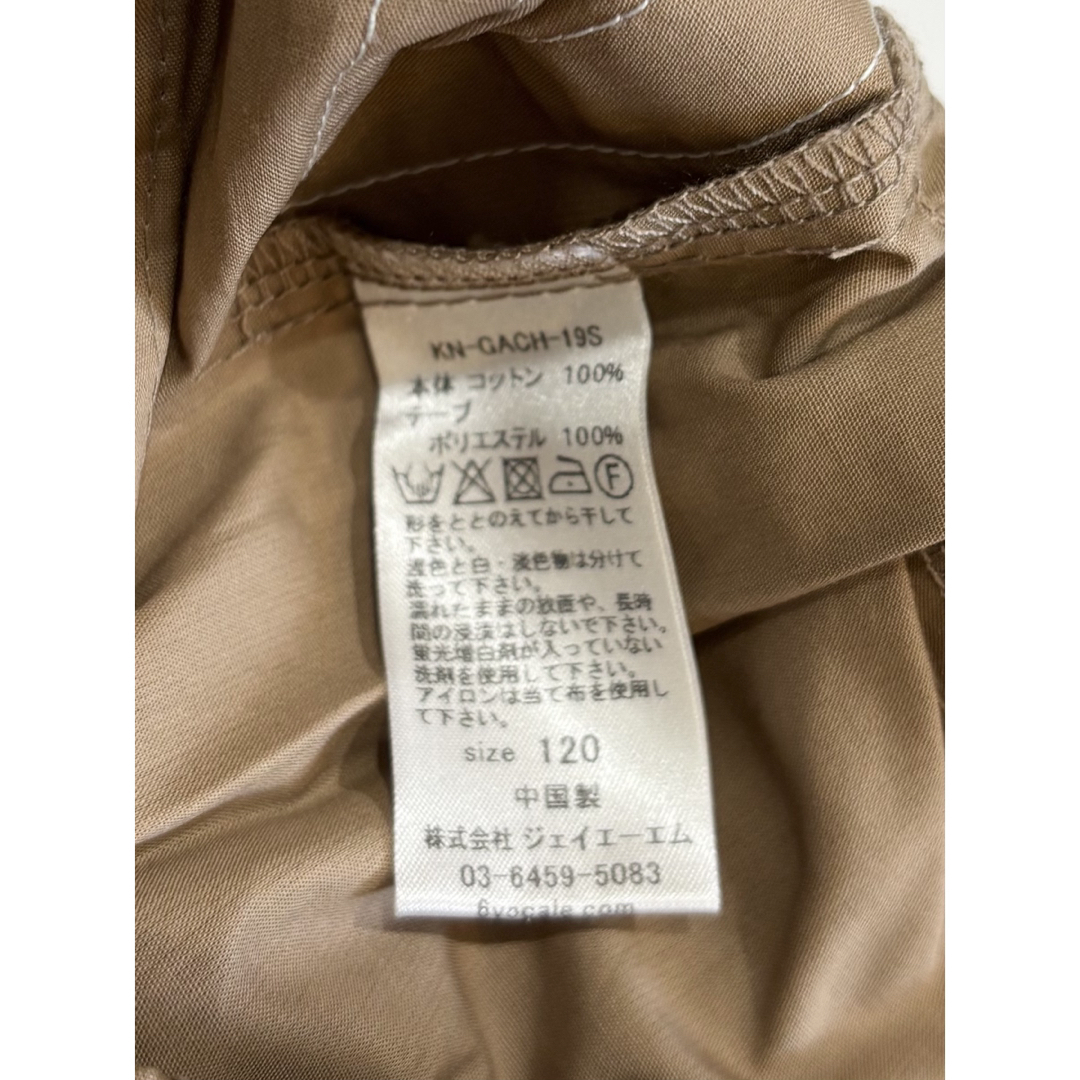 KN-GACH-19S
本体 コットン 100%
テープ
ポリエステル 100%
F
形をととのえてから干して
下さい。
濃色と白・淡色物は分けて
洗って下さい。
濡れたままの放置や、長時
間の浸漬はしないで下さい。
蛍光増白剤が入っていない
洗剤を使用して下さい。
アイロンは当て布を使用し
て下さい。
size 120
中国製
株式会社 ジェイエーエム
03-6459-5083
6vocale.com